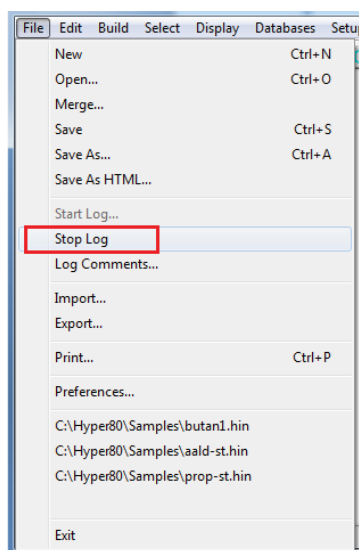 File Edit Build Select Display Databases Setu
New Ctrl+N
Open... Ctrl+O
Merge...
Save Ctrl+S
Save As... Ctrl+A
Save As HTML...
Start Log...
Stop Log
Log Comments...
Import...
Export...
Print... Ctrl+P
Preferences...
C:\Hyper80\Samples\butan1.hin
C:\Hyper80\Samples\aald-st.hin
C:\Hyper80\Samples\prop-st.hin
Exit